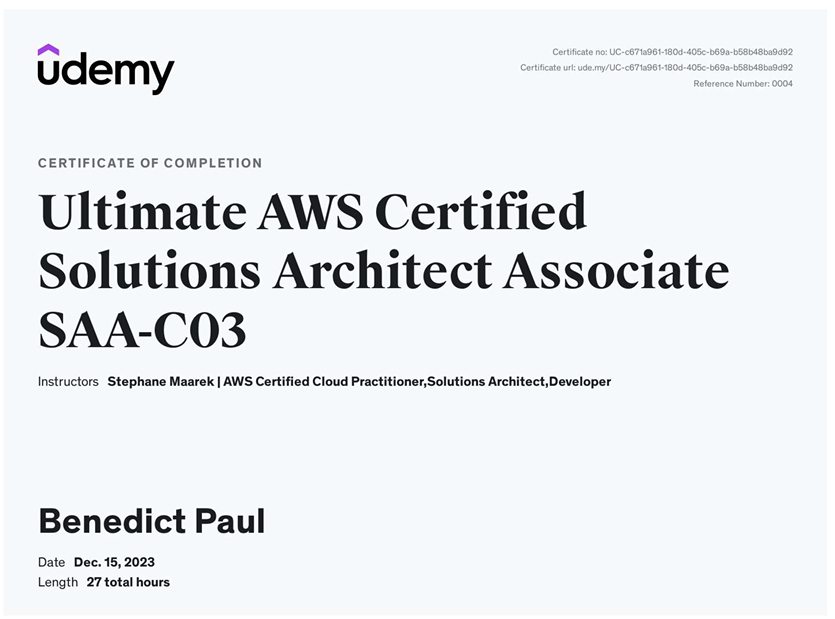 udemy
Certificate no: UC-c671a961-180d-405c-b69a-b58b48ba9d92
Certificate url: ude.my/UC-c671a961-180d-405c-b69a-b58b48ba9d92
Reference Number: 0004
CERTIFICATE OF COMPLETION
Ultimate AWS Certified
Solutions Architect Associate
SAA-C03
Instructors Stephane Maarek | AWS Certified Cloud Practitioner,Solutions Architect,Developer
Benedict Paul
Date Dec. 15, 2023
Length 27 total hours